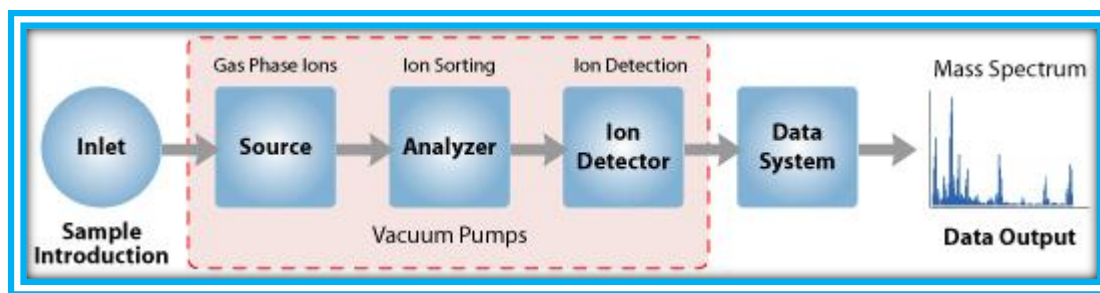 Gas Phase Ions
Ion Sorting
Ion Detection
Mass Spectrum
Inlet
Source
Analyzer
Ion
Detector
Data
System
Sample
Introduction
Vacuum Pumps
Data Output